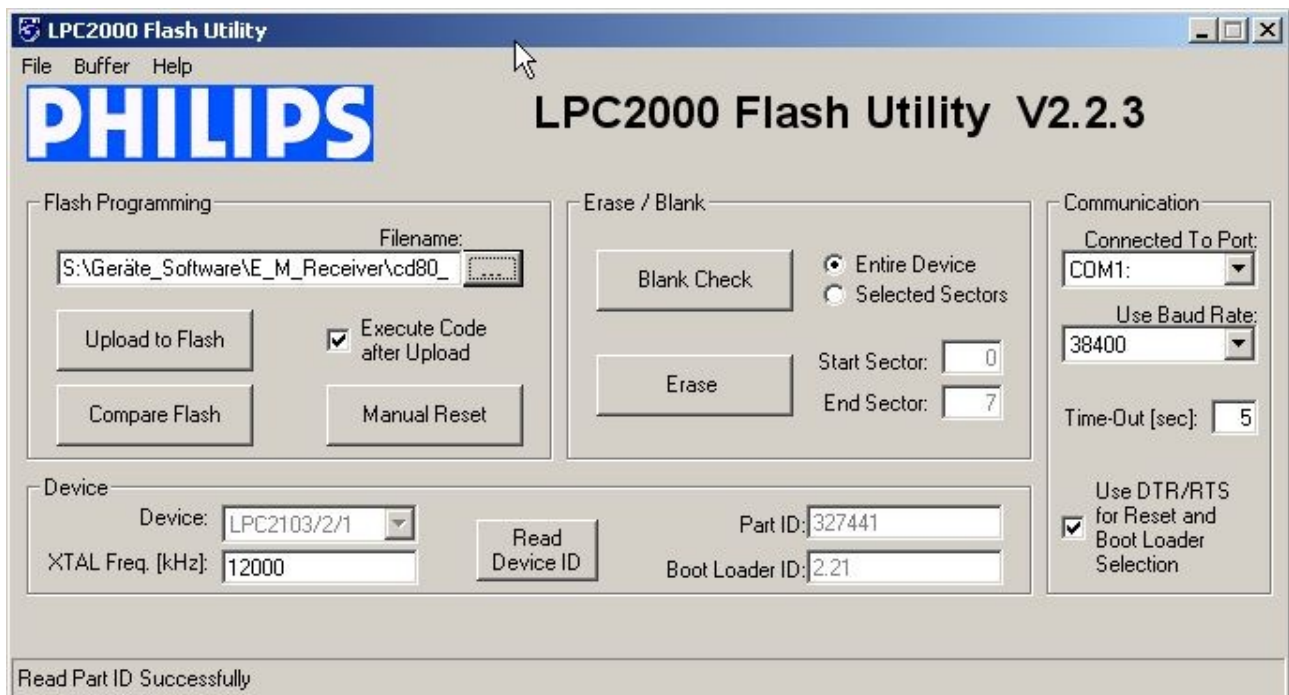 LPC2000 Flash Utility
File Buffer Help
PHILIPS
LPC2000 Flash Utility V2.2.3
Flash Programming
Filename:
S:\Geräte_Software\E_M_Receiver\cd80_
...
Upload to Flash
Execute Code
after Upload
Compare Flash
Manual Reset
Erase / Blank
Blank Check
Entire Device
Selected Sectors
Erase
Start Sector: 0
End Sector: 7
Communication
Connected To Port:
COM1:
Use Baud Rate:
38400
Time-Out [sec]: 5
Use DTR/RTS
for Reset and
Boot Loader
Selection
Device
Device: LPC2103/2/1
XTAL Freq. [kHz]: 12000
Read
Device ID
Part ID: 327441
Boot Loader ID: 2.21
Read Part ID Successfully